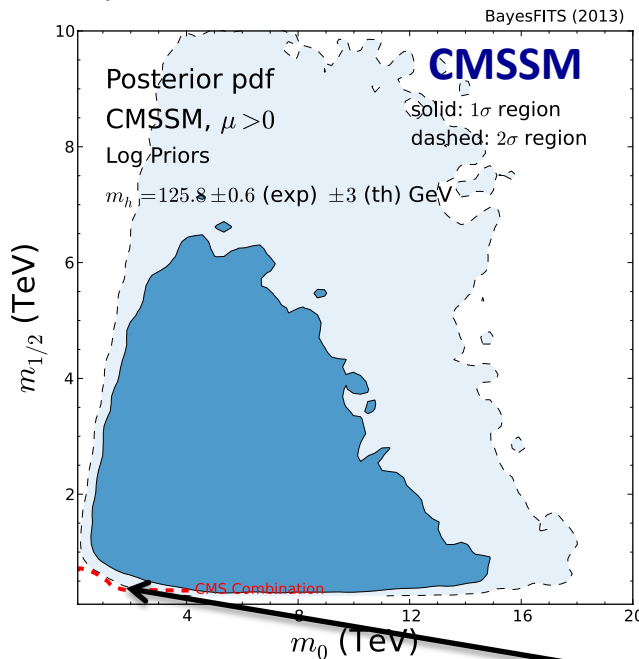 BayesFITS (2013)
CMSSM
Posterior pdf
CMSSM, μ > 0
Log Priors
m_h = 125.8 ± 0.6 (exp) ± 3 (th) GeV
solid: 1σ region
dashed: 2σ region
m_{1/2} (TeV)
10
8
6
4
2
CMS Combination
4
8
12
16
20
m_0 (TeV)